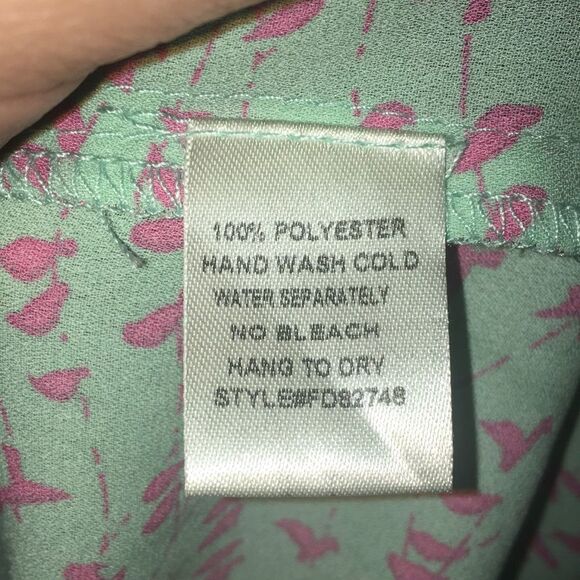 100% POLYESTER
HAND WASH COLD
WATER SEPARATELY
NO BLEACH
HANG TO DRY
STYLE#FD82748